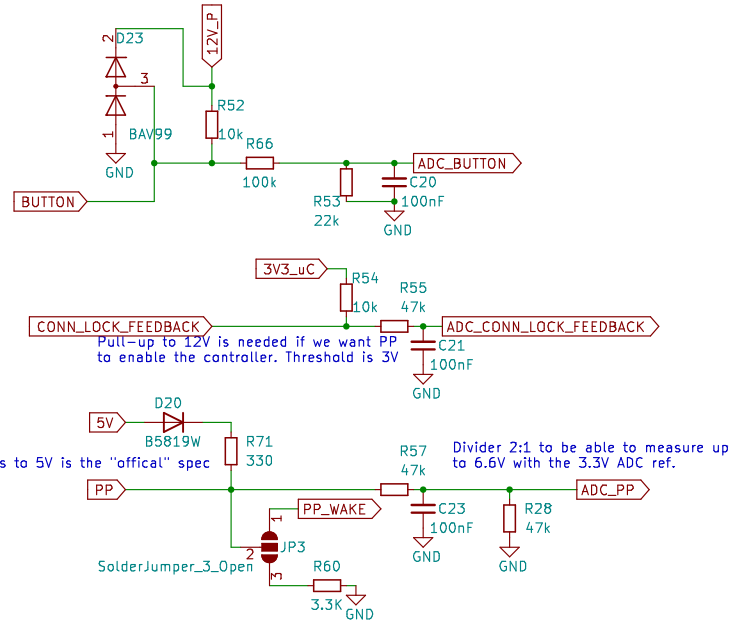 2
D23
12V_P
3
R52
1
BAV99
10k
R66
GND
100k
ADC_BUTTON
C20
BUTTON
R53
100nF
22k
GND
3V3_uC
R54
R55
10k
47k
CONN_LOCK_FEEDBACK
ADC_CONN_LOCK_FEEDBACK
Pull-up to 12V is needed if we want PP
to enable the controller. Threshold is 3V
C21
100nF
GND
D20
5V
B5819W
R71
330
s to 5V is the "offical" spec
R57
47k
Divider 2:1 to be able to measure up
to 6.6V with the 3.3V ADC ref.
PP
ADC_PP
PP_WAKE
1
C23
100nF
R28
47k
2
JP3
GND
GND
SolderJumper_3_Open
3
R60
3.3K
GND